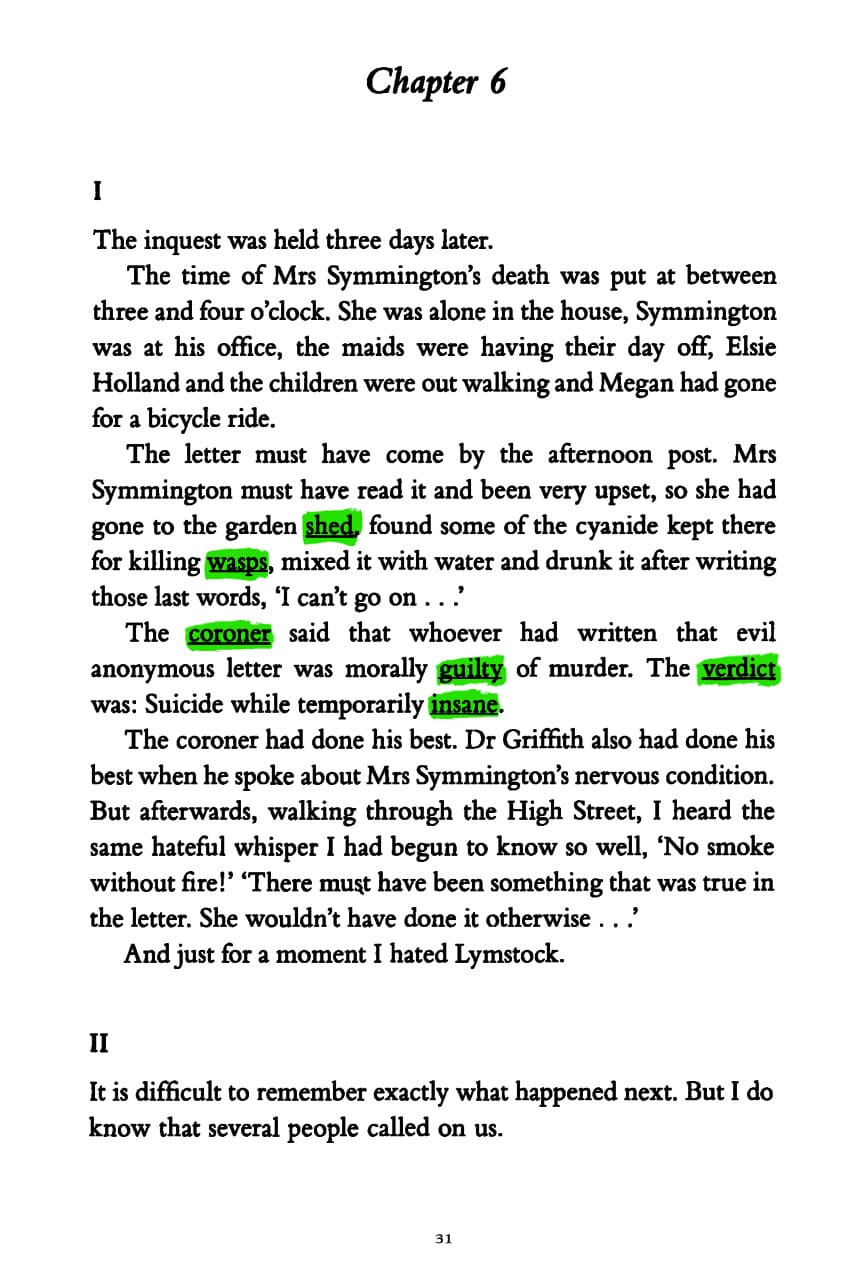 Chapter 6
I
The inquest was held three days later.
The time of Mrs Symmington’s death was put at between
three and four o’clock. She was alone in the house, Symmington
was at his office, the maids were having their day off, Elsie
Holland and the children were out walking and Megan had gone
for a bicycle ride.
The letter must have come by the afternoon post. Mrs
Symmington must have read it and been very upset, so she had
gone to the garden shed, found some of the cyanide kept there
for killing wasps, mixed it with water and drunk it after writing
those last words, ‘I can’t go on . . .’
The coroner said that whoever had written that evil
anonymous letter was morally guilty of murder. The verdict
was: Suicide while temporarily insane.
The coroner had done his best. Dr Griffith also had done his
best when he spoke about Mrs Symmington’s nervous condition.
But afterwards, walking through the High Street, I heard the
same hateful whisper I had begun to know so well, ‘No smoke
without fire!’ ‘There must have been something that was true in
the letter. She wouldn’t have done it otherwise . . .’
And just for a moment I hated Lymstock.
II
It is difficult to remember exactly what happened next. But I do
know that several people called on us.
31